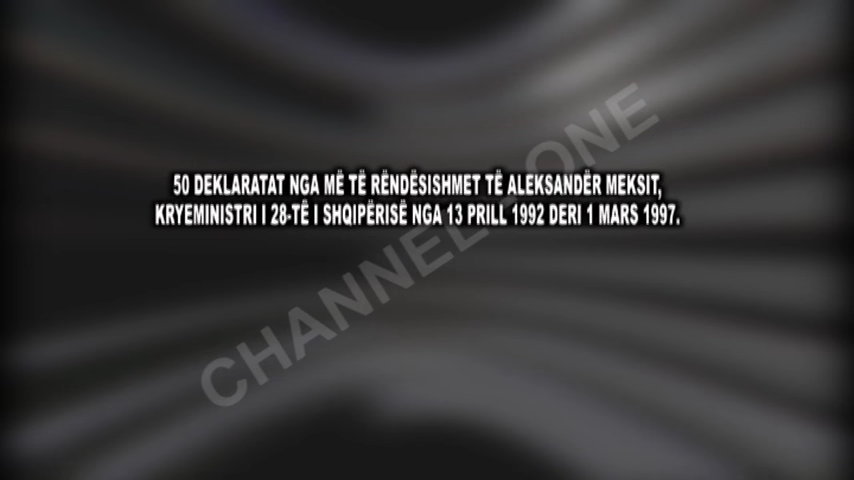 50 DEKLARATAT NGA MË TË RËNDËSISHMET TË ALEKSANDËR MEKSIT,
KRYEMINISTRI I 28-TË I SHQIPËRISË NGA 13 PRILL 1992 DERI 1 MARS 1997.
CHANNEL - ONE